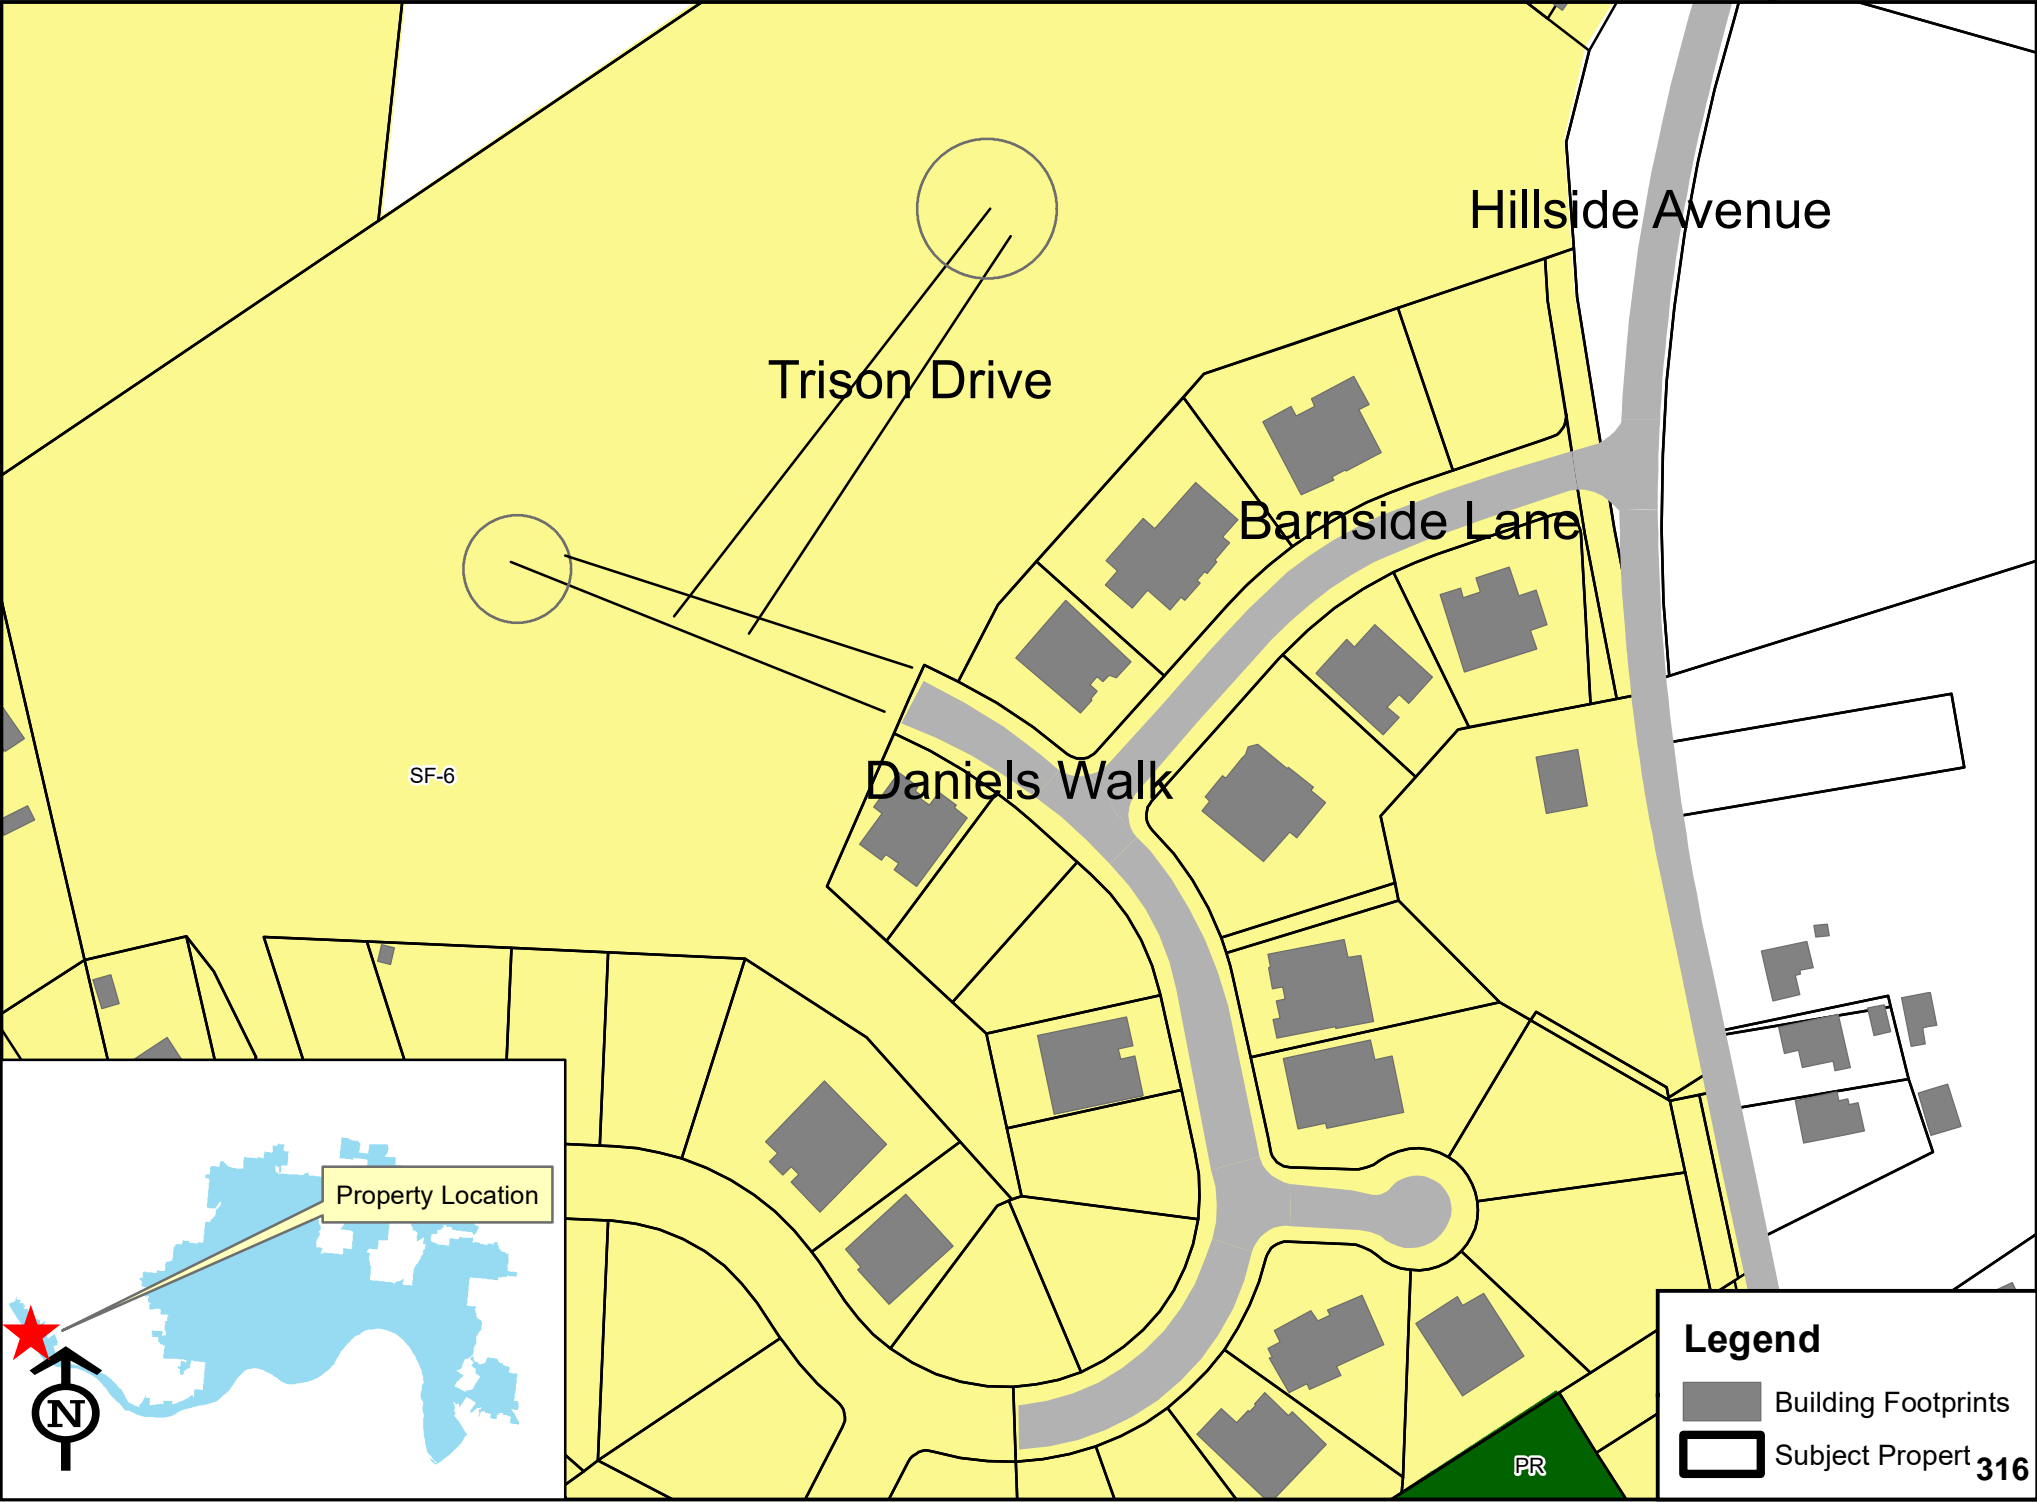 Hillside Avenue
Trison Drive
Barnside Lane
Daniels Walk
SF-6
Property Location
N
PR
Legend
Building Footprints
Subject Propert
316